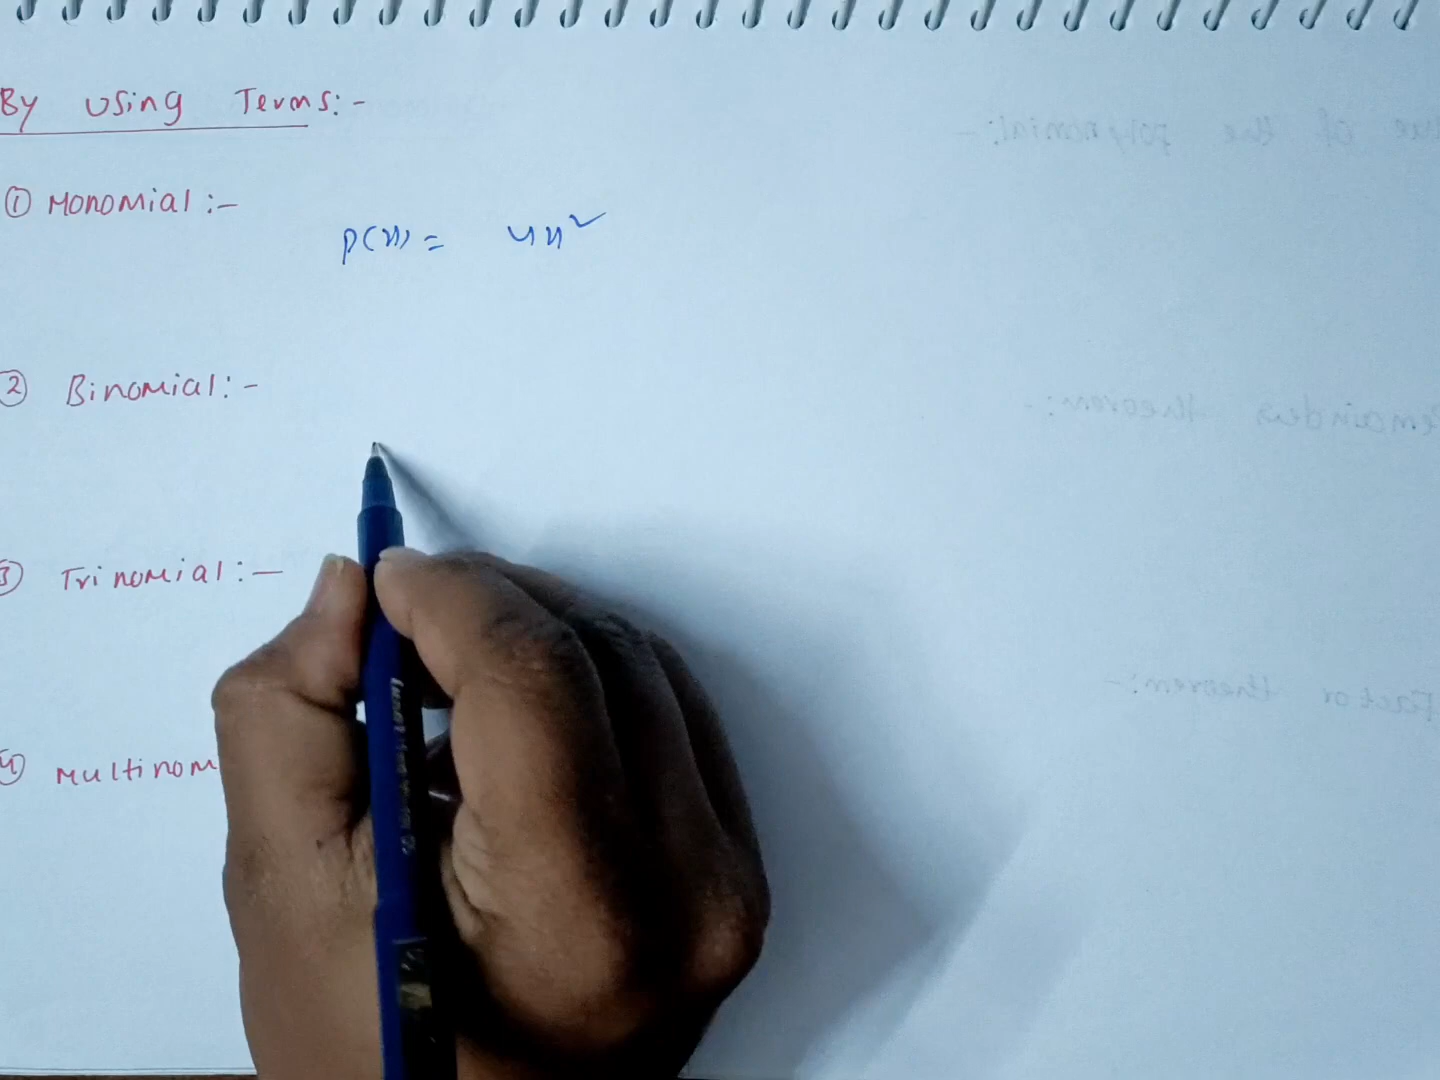 By using Terms:-
① Monomial :-
p(x) = 4x²
② Binomial:-
③ Trinomial:-
④ Multinom